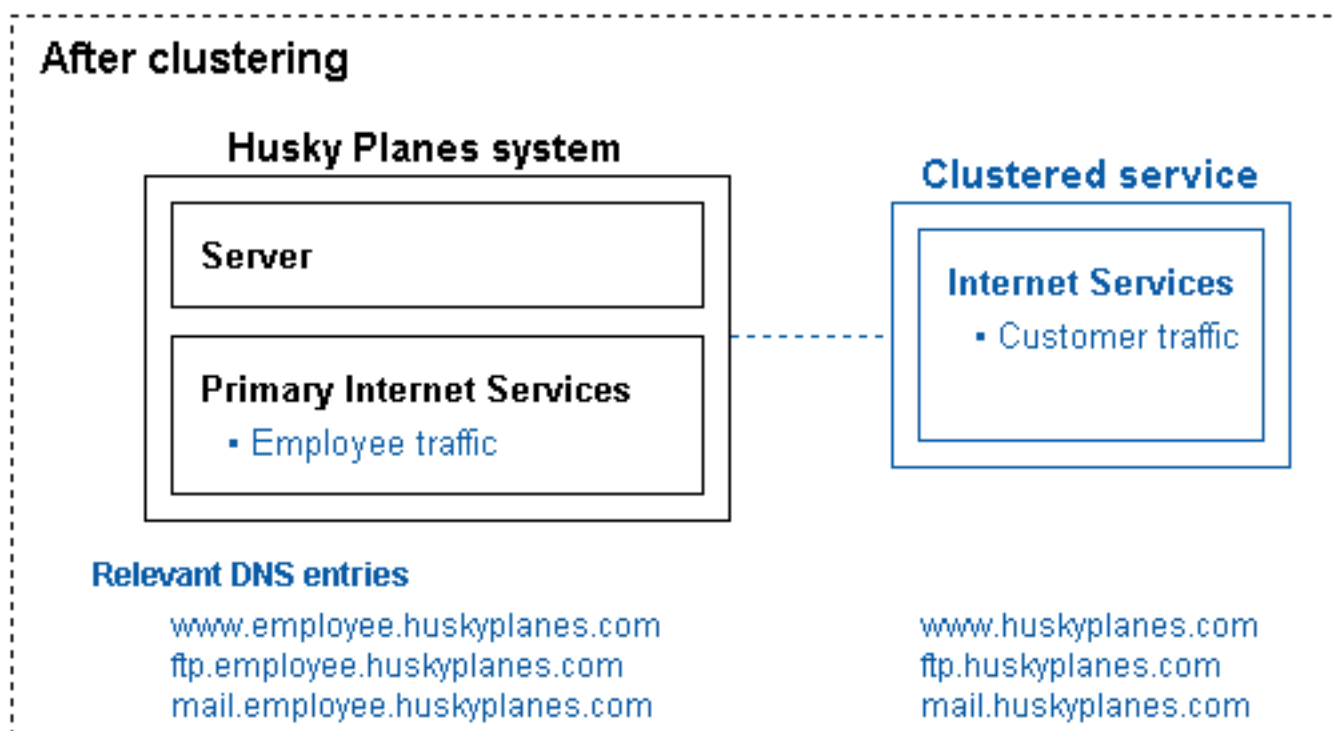 After clustering
Husky Planes system
Clustered service
Server
Internet Services
▪ Customer traffic
Primary Internet Services
▪ Employee traffic
Relevant DNS entries
www.employee.huskyplanes.com
ftp.employee.huskyplanes.com
mail.employee.huskyplanes.com
www.huskyplanes.com
ftp.huskyplanes.com
mail.huskyplanes.com